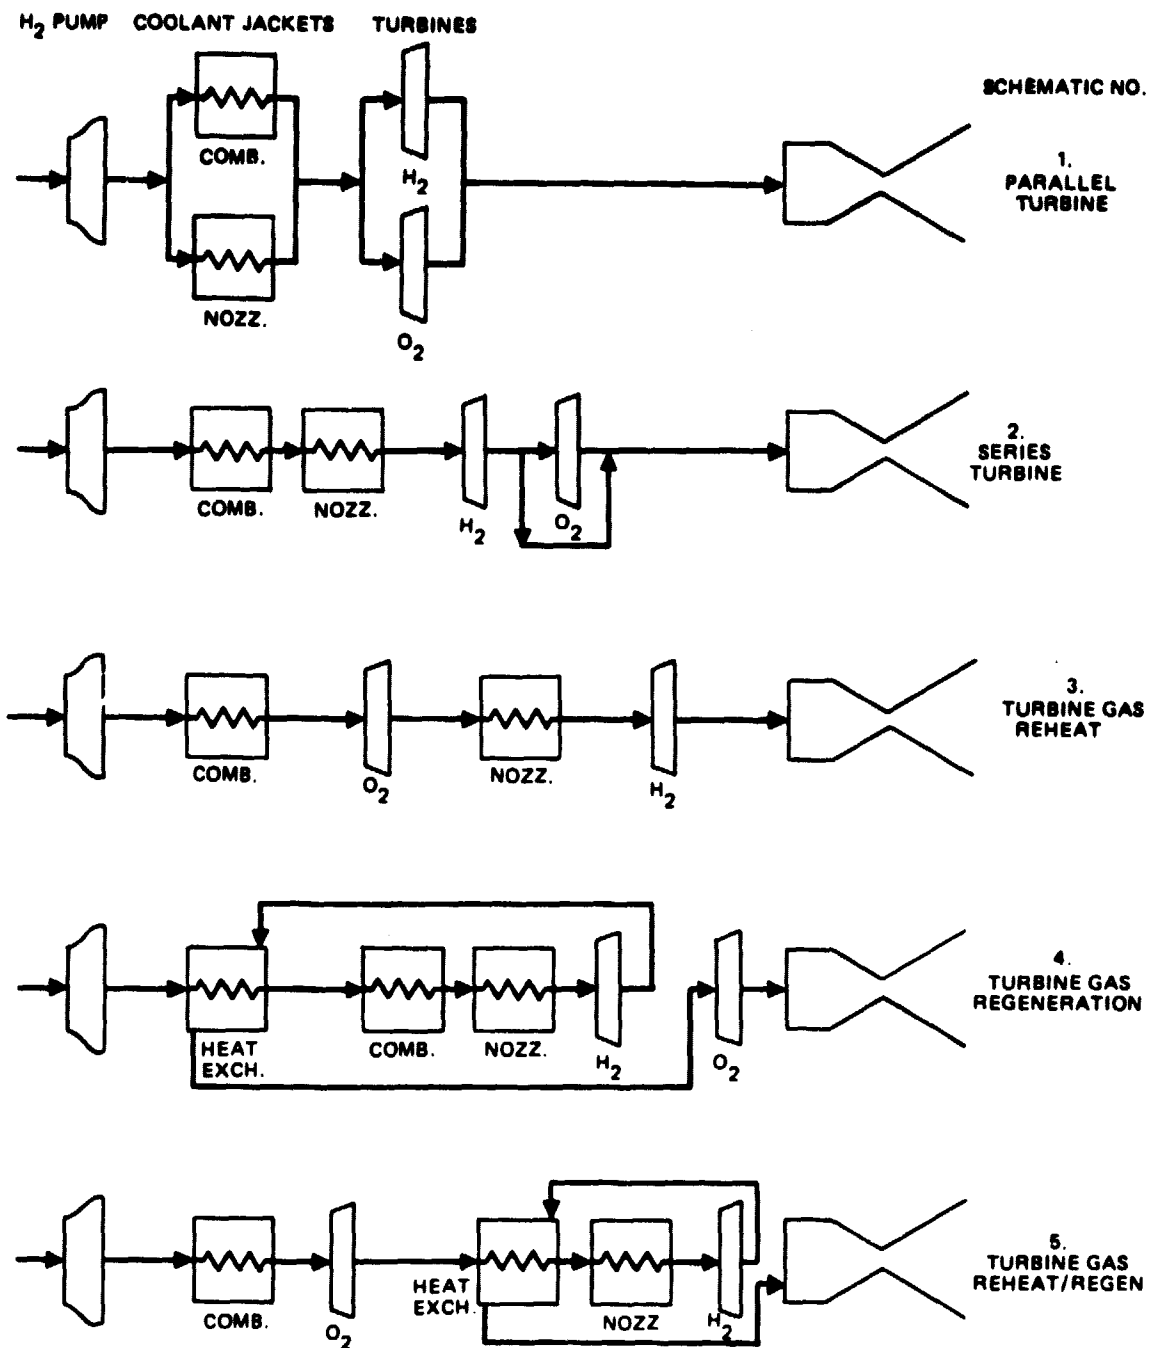 H2 PUMP COOLANT JACKETS TURBINES
SCHEMATIC NO.
COMB.
H2
NOZZ.
O2
1.
PARALLEL
TURBINE
COMB.
NOZZ.
H2
O2
2.
SERIES
TURBINE
COMB.
O2
NOZZ.
H2
3.
TURBINE GAS
REHEAT
HEAT
EXCH.
COMB.
NOZZ.
H2
O2
4.
TURBINE GAS
REGENERATION
COMB.
O2
HEAT
EXCH.
NOZZ
H2
5.
TURBINE GAS
REHEAT/REGEN